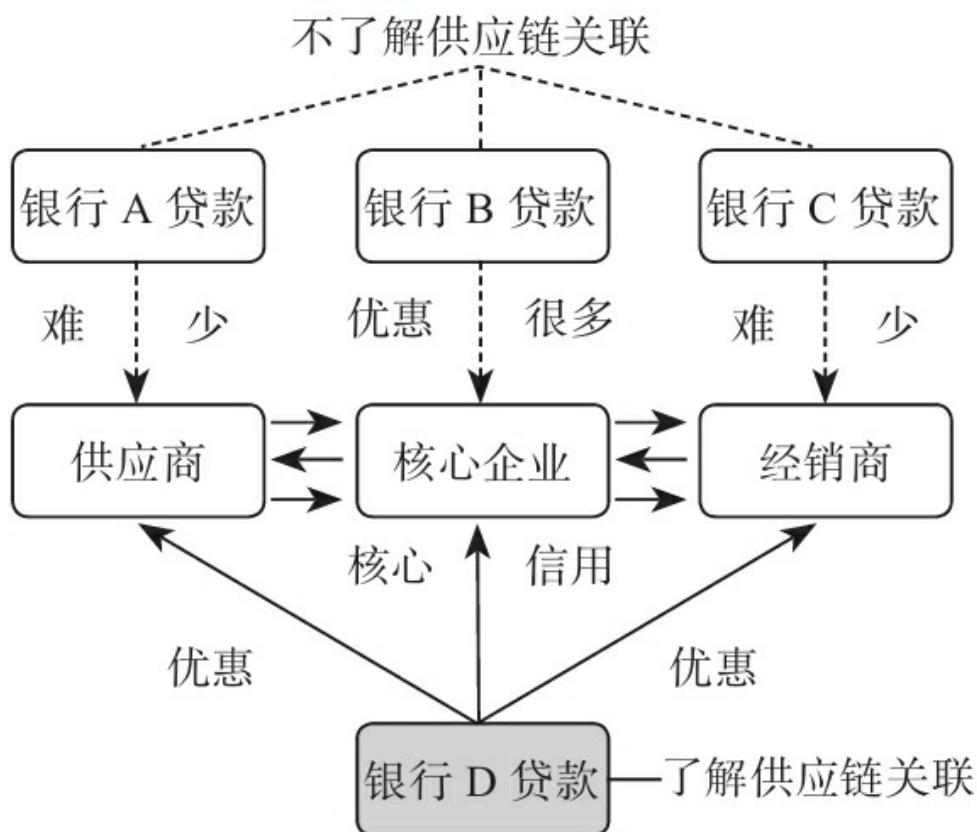 不了解供应链关联
银行 A 贷款
银行 B 贷款
银行 C 贷款
难 少
优惠 很多
难 少
供应商
核心企业
经销商
核心 信用
优惠
优惠
银行 D 贷款
了解供应链关联